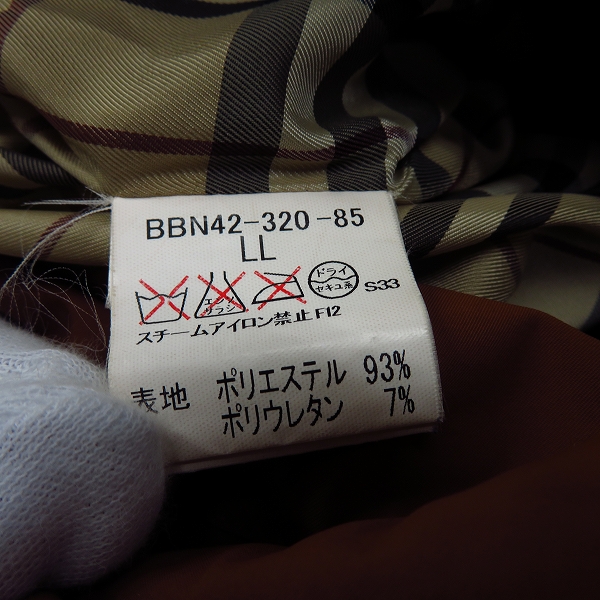 BBN42-320-85
LL
エンソ サラシ ドライ セキユ系 S33
スチームアイロン禁止 F12
表地 ポリエステル 93%
ポリウレタン 7%